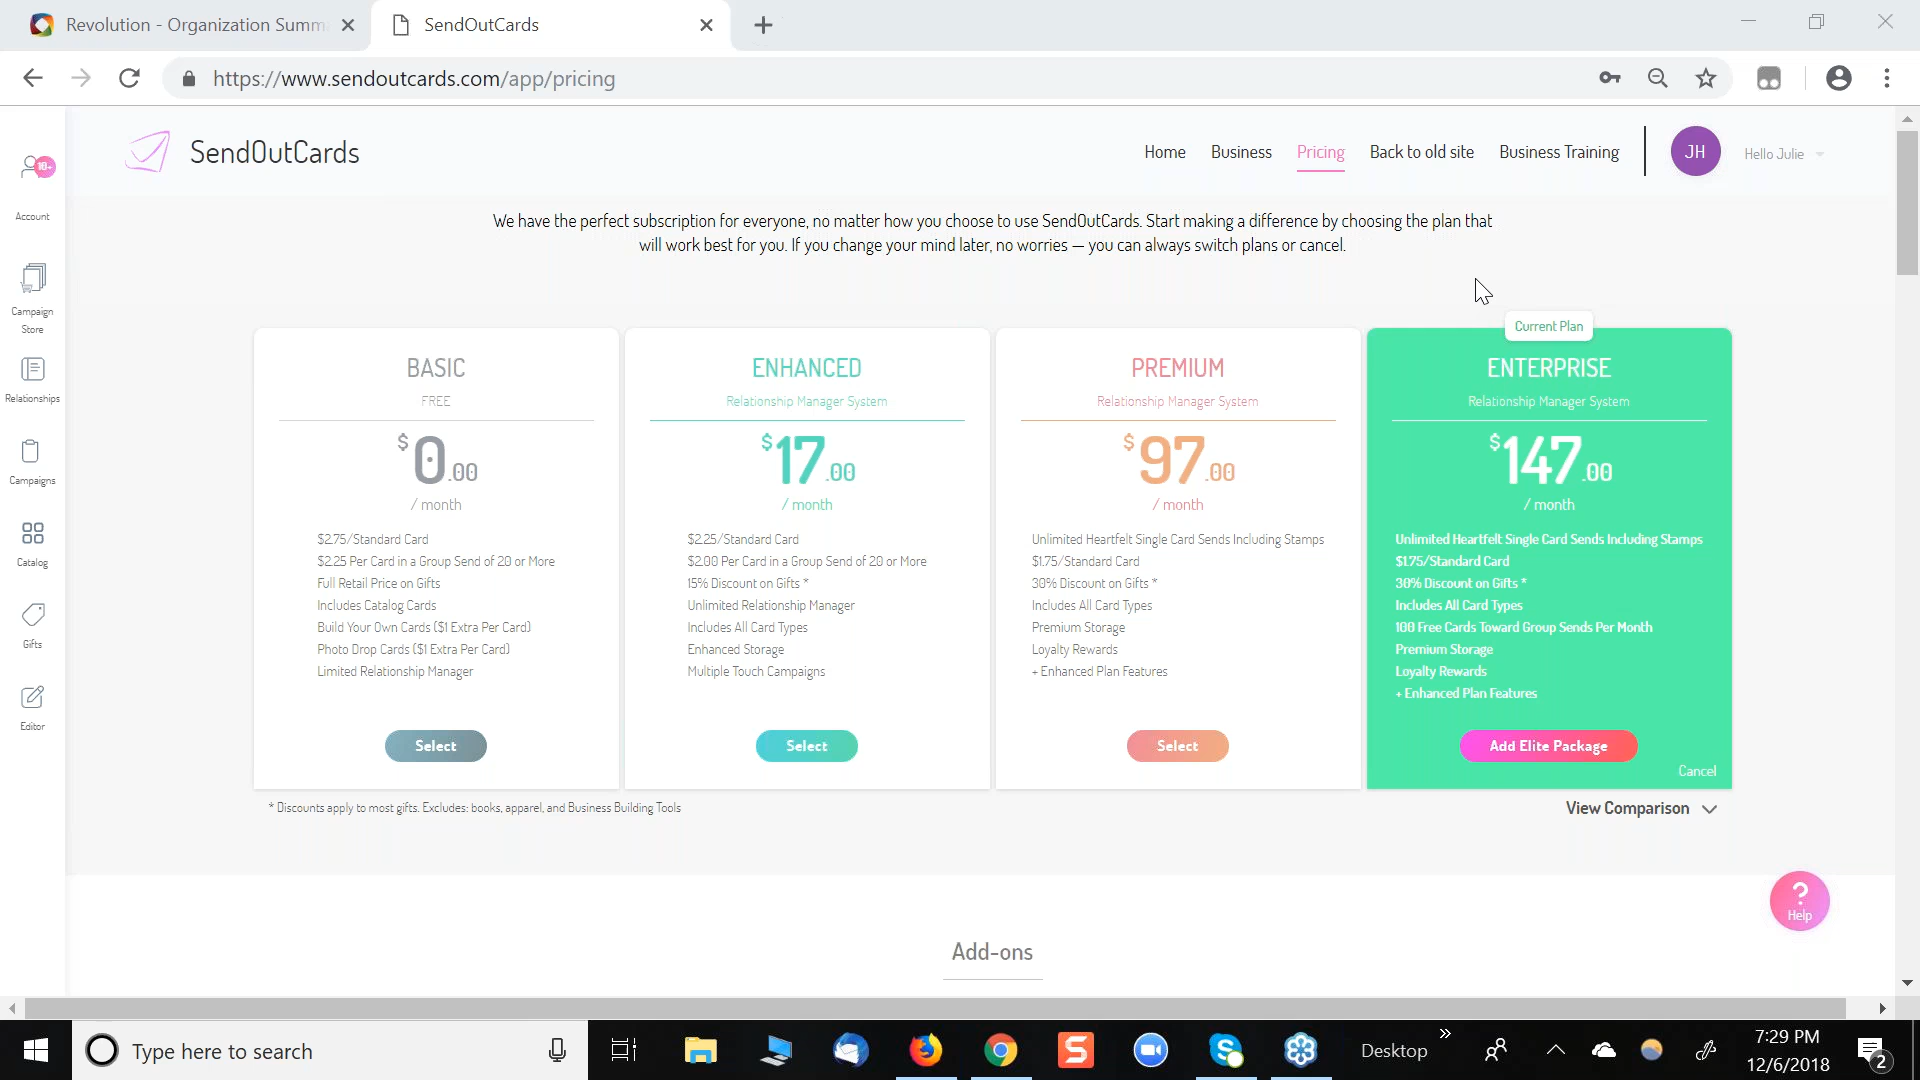 Revolution - Organization Summ
SendOutCards
https://www.sendoutcards.com/app/pricing
SendOutCards
Home
Business
Pricing
Back to old site
Business Training
JH
Hello Julie
10+
Account
Campaign
Store
Relationships
Campaigns
Catalog
Gifts
Editor
We have the perfect subscription for everyone, no matter how you choose to use SendOutCards. Start making a difference by choosing the plan that
will work best for you. If you change your mind later, no worries — you can always switch plans or cancel.
BASIC
FREE
$0.00
/ month
$2.75/Standard Card
$2.25 Per Card in a Group Send of 20 or More
Full Retail Price on Gifts
Includes Catalog Cards
Build Your Own Cards ($1 Extra Per Card)
Photo Drop Cards ($1 Extra Per Card)
Limited Relationship Manager
Select
ENHANCED
Relationship Manager System
$17.00
/ month
$2.25/Standard Card
$2.00 Per Card in a Group Send of 20 or More
15% Discount on Gifts *
Unlimited Relationship Manager
Includes All Card Types
Enhanced Storage
Multiple Touch Campaigns
Select
PREMIUM
Relationship Manager System
$97.00
/ month
Unlimited Heartfelt Single Card Sends Including Stamps
$1.75/Standard Card
30% Discount on Gifts *
Includes All Card Types
Premium Storage
Loyalty Rewards
+ Enhanced Plan Features
Select
Current Plan
ENTERPRISE
Relationship Manager System
$147.00
/ month
Unlimited Heartfelt Single Card Sends Including Stamps
$1.75/Standard Card
30% Discount on Gifts *
Includes All Card Types
100 Free Cards Toward Group Sends Per Month
Premium Storage
Loyalty Rewards
+ Enhanced Plan Features
Add Elite Package
Cancel
* Discounts apply to most gifts. Excludes: books, apparel, and Business Building Tools
View Comparison
?
Help
Add-ons
Type here to search
S
Desktop
7:29 PM
12/6/2018
2